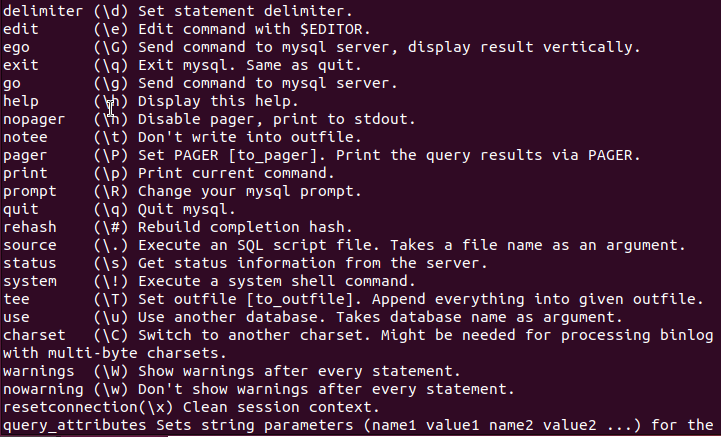 delimiter (\d) Set statement delimiter.
edit      (\e) Edit command with $EDITOR.
ego       (\G) Send command to mysql server, display result vertically.
exit      (\q) Exit mysql. Same as quit.
go        (\g) Send command to mysql server.
help      (\h) Display this help.
nopager   (\n) Disable pager, print to stdout.
notee     (\t) Don't write into outfile.
pager     (\P) Set PAGER [to_pager]. Print the query results via PAGER.
print     (\p) Print current command.
prompt    (\R) Change your mysql prompt.
quit      (\q) Quit mysql.
rehash    (\#) Rebuild completion hash.
source    (\.) Execute an SQL script file. Takes a file name as an argument.
status    (\s) Get status information from the server.
system    (\!) Execute a system shell command.
tee       (\T) Set outfile [to_outfile]. Append everything into given outfile.
use       (\u) Use another database. Takes database name as argument.
charset   (\C) Switch to another charset. Might be needed for processing binlog
with multi-byte charsets.
warnings  (\W) Show warnings after every statement.
nowarning (\w) Don't show warnings after every statement.
resetconnection(\x) Clean session context.
query_attributes Sets string parameters (name1 value1 name2 value2 ...) for the